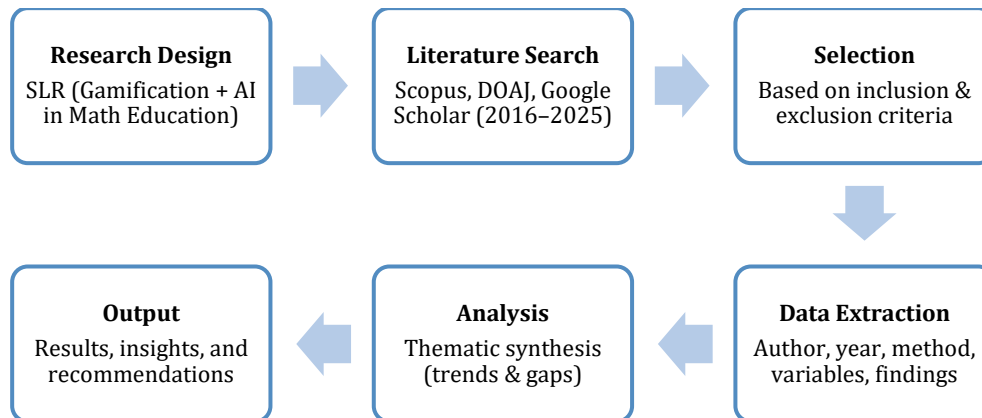 Research Design
SLR (Gamification + AI
in Math Education)
Literature Search
Scopus, DOAJ, Google
Scholar (2016–2025)
Selection
Based on inclusion &
exclusion criteria
Data Extraction
Author, year, method,
variables, findings
Analysis
Thematic synthesis
(trends & gaps)
Output
Results, insights, and
recommendations